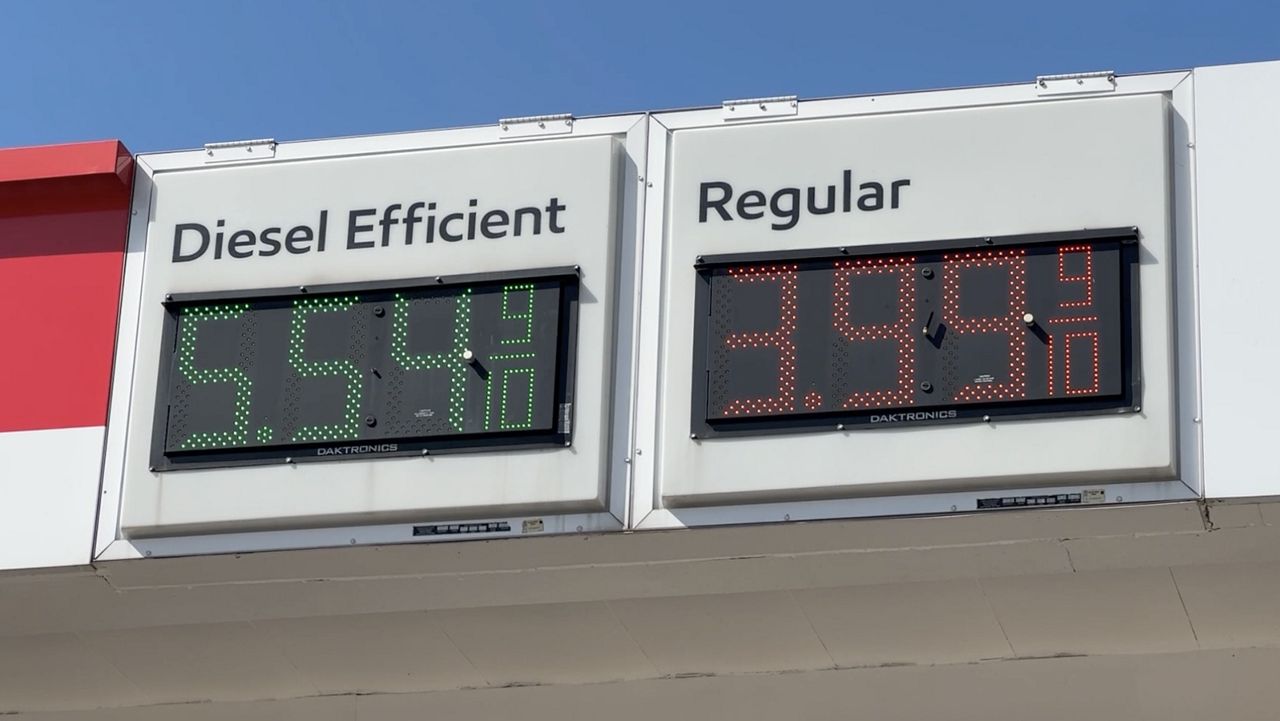 Diesel Efficient
5.54 9/10
DAKTRONICS
Regular
3.99 9/10
DAKTRONICS